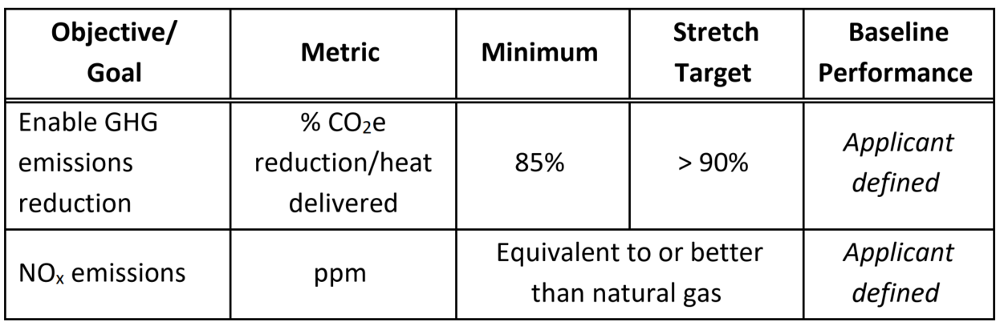 Objective/
Goal
Metric
Minimum
Stretch
Target
Baseline
Performance
Enable GHG
emissions
reduction
% CO₂e
reduction/heat
delivered
85%
> 90%
Applicant
defined
NOₓ emissions
ppm
Equivalent to or better
than natural gas
Applicant
defined